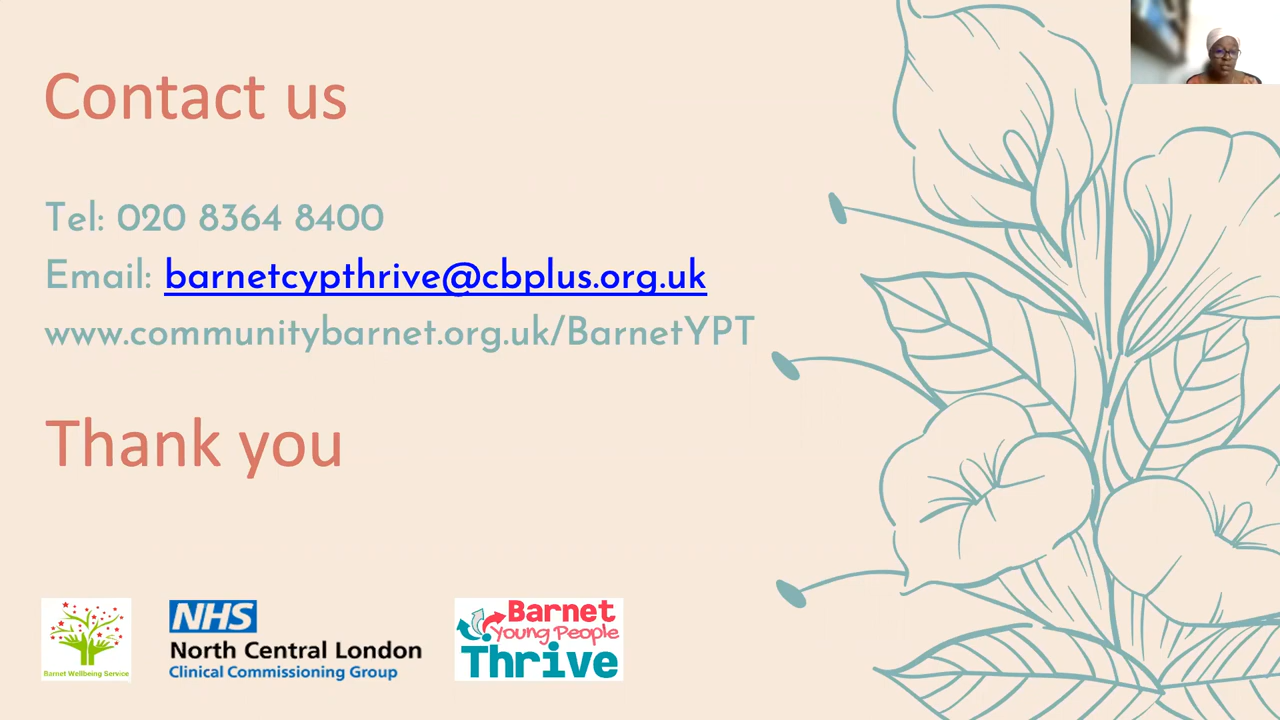 Contact us
Tel: 020 8364 8400
Email: barnetcypthrive@cbplus.org.uk
www.communitybarnet.org.uk/BarnetYPT
Thank you
Barnet Wellbeing Service
NHS
North Central London
Clinical Commissioning Group
Barnet
Young People
Thrive